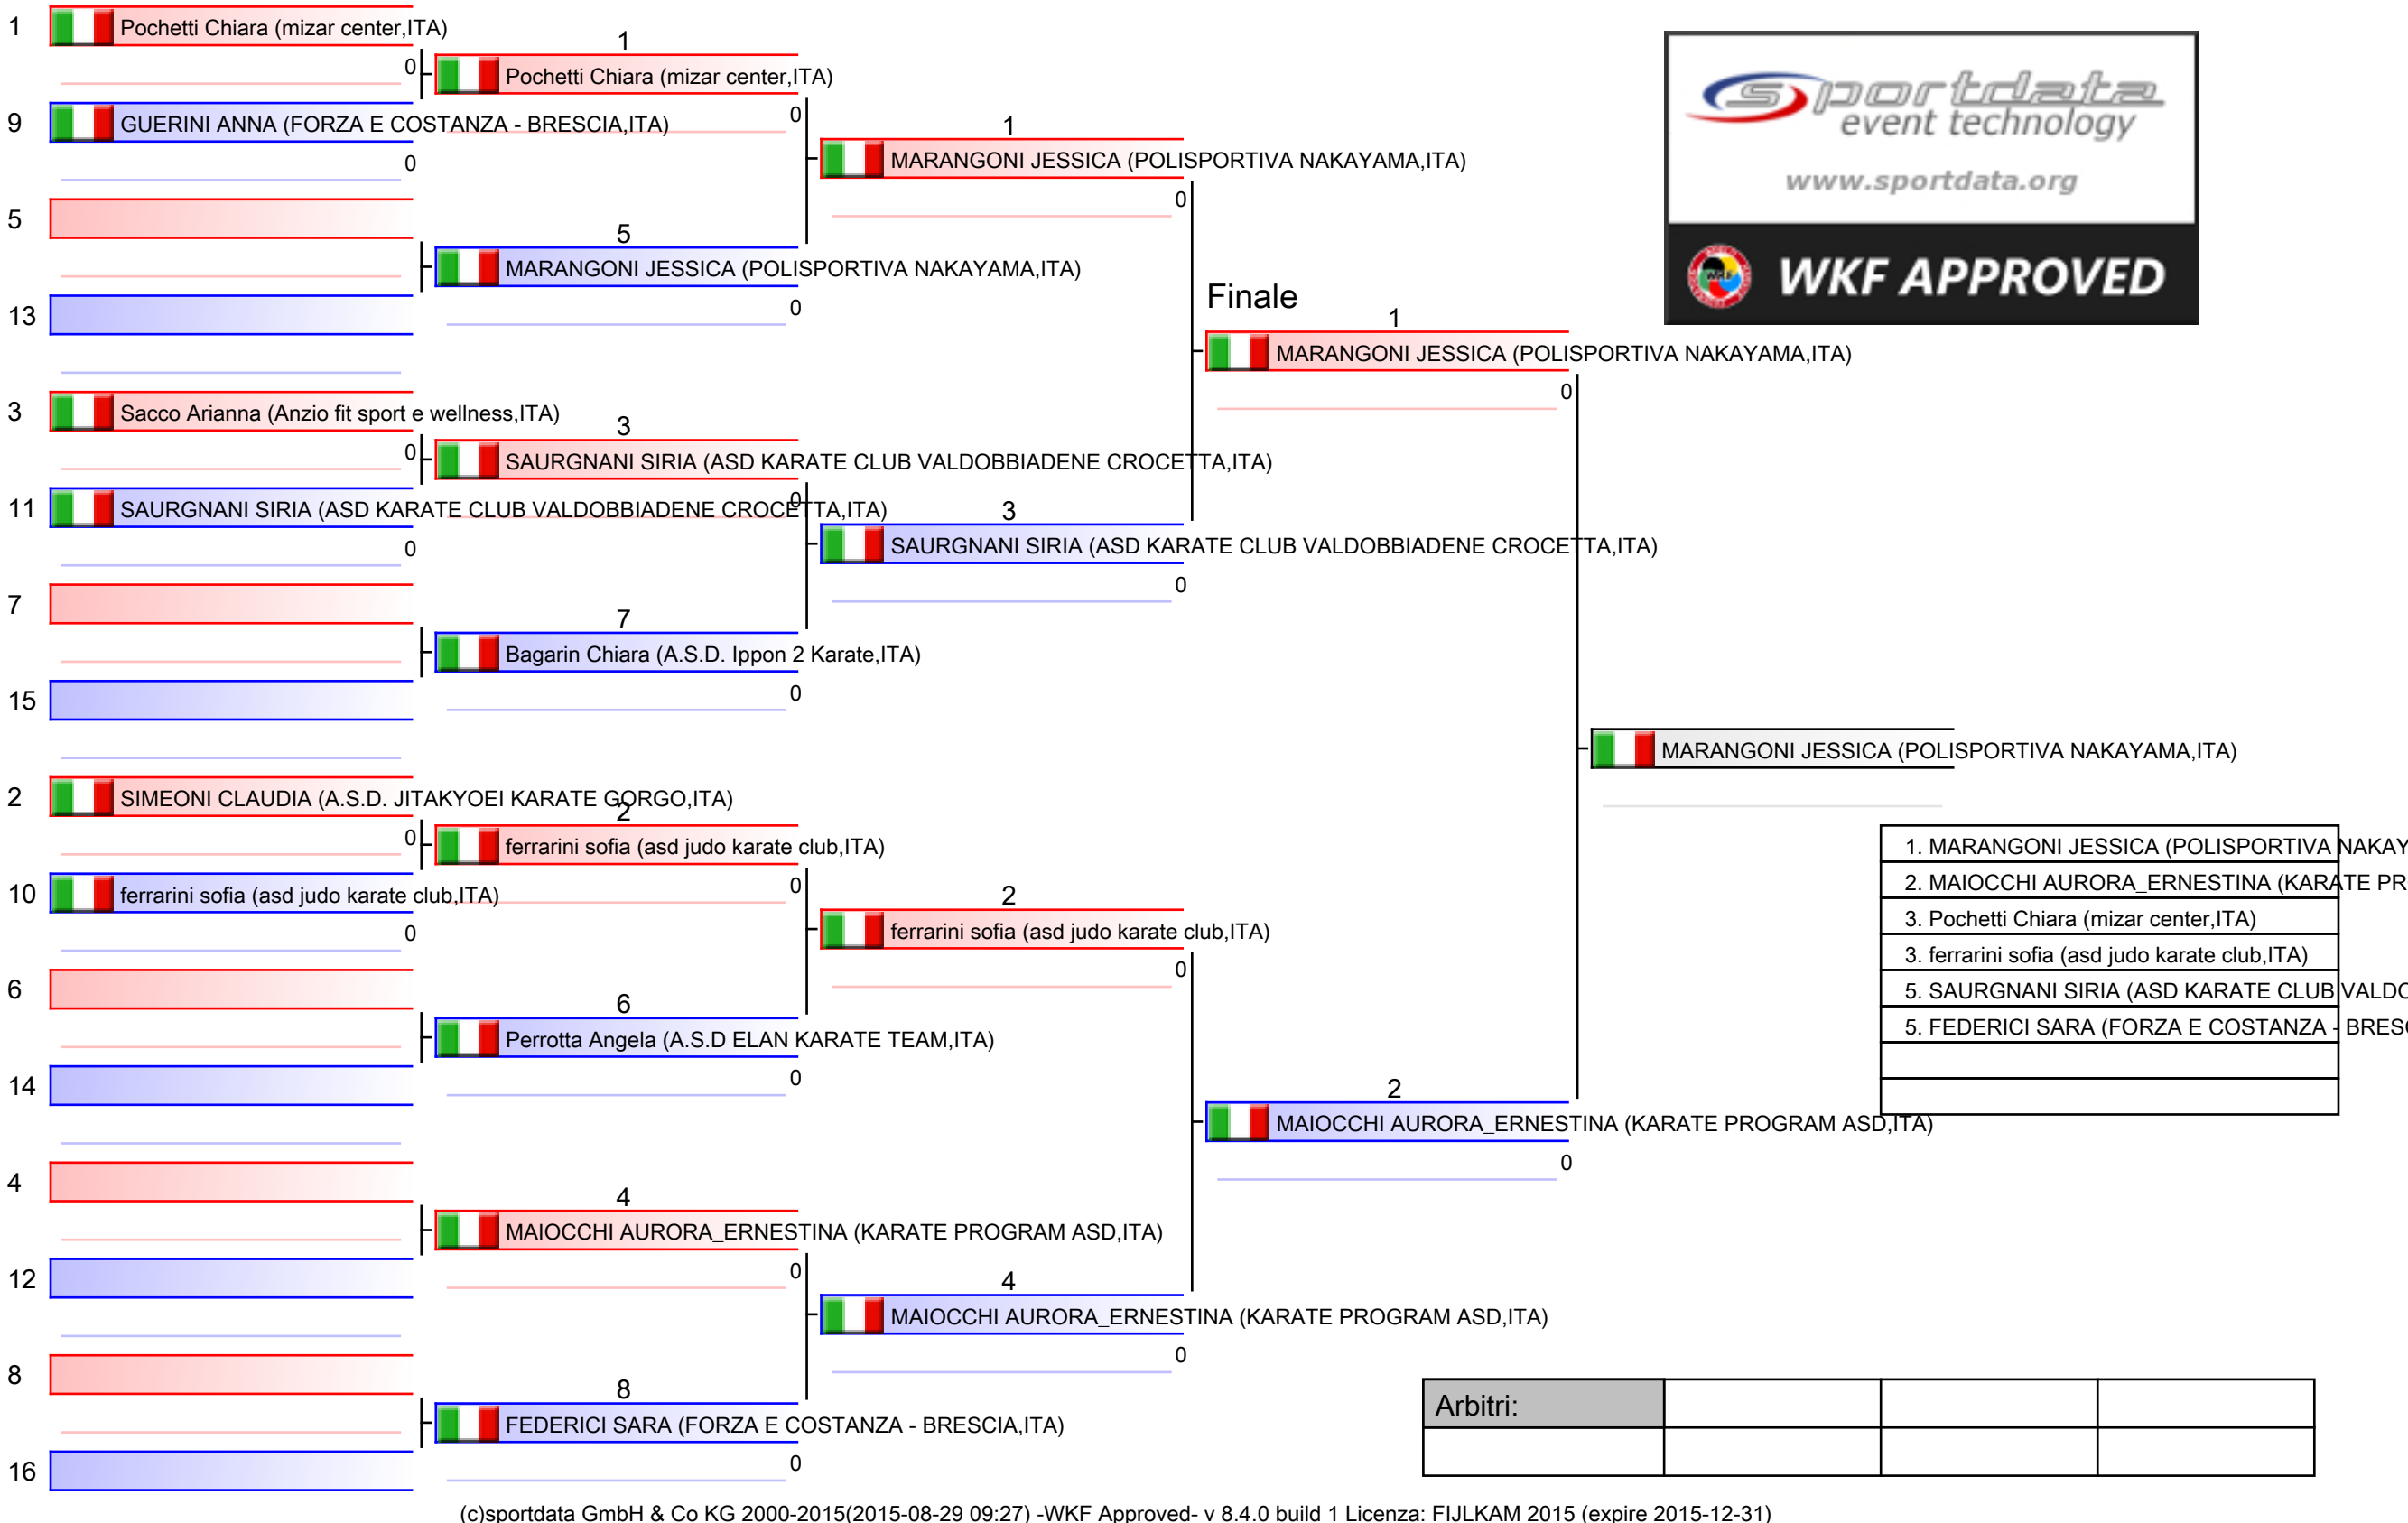 1 Pochetti Chiara (mizar center,ITA)
0
9 GUERINI ANNA (FORZA E COSTANZA - BRESCIA,ITA)
0
5
13
3 Sacco Arianna (Anzio fit sport e wellness,ITA)
0
11 SAURGNANI SIRIA (ASD KARATE CLUB VALDOBBIADENE CROCETTA,ITA)
0
7
15
2 SIMEONI CLAUDIA (A.S.D. JITAKYOEI KARATE GORGO,ITA)
0
10 ferrarini sofia (asd judo karate club,ITA)
0
6
14
4
12
8
16
1
Pochetti Chiara (mizar center,ITA)
0
5
MARANGONI JESSICA (POLISPORTIVA NAKAYAMA,ITA)
0
3
SAURGNANI SIRIA (ASD KARATE CLUB VALDOBBIADENE CROCETTA,ITA)
0
7
Bagarin Chiara (A.S.D. Ippon 2 Karate,ITA)
0
2
ferrarini sofia (asd judo karate club,ITA)
0
6
Perrotta Angela (A.S.D ELAN KARATE TEAM,ITA)
0
4
MAIOCCHI AURORA_ERNESTINA (KARATE PROGRAM ASD,ITA)
0
8
FEDERICI SARA (FORZA E COSTANZA - BRESCIA,ITA)
0
1
MARANGONI JESSICA (POLISPORTIVA NAKAYAMA,ITA)
0
3
SAURGNANI SIRIA (ASD KARATE CLUB VALDOBBIADENE CROCETTA,ITA)
0
2
ferrarini sofia (asd judo karate club,ITA)
0
4
MAIOCCHI AURORA_ERNESTINA (KARATE PROGRAM ASD,ITA)
0
Finale
1
MARANGONI JESSICA (POLISPORTIVA NAKAYAMA,ITA)
0
2
MAIOCCHI AURORA_ERNESTINA (KARATE PROGRAM ASD,ITA)
0
MARANGONI JESSICA (POLISPORTIVA NAKAYAMA,ITA)
sportdata
event technology
www.sportdata.org
WKF
WKF APPROVED
1. MARANGONI JESSICA (POLISPORTIVA NAKAY
2. MAIOCCHI AURORA_ERNESTINA (KARATE PR
3. Pochetti Chiara (mizar center,ITA)
3. ferrarini sofia (asd judo karate club,ITA)
5. SAURGNANI SIRIA (ASD KARATE CLUB VALDO
5. FEDERICI SARA (FORZA E COSTANZA - BRES
Arbitri:
(c)sportdata GmbH & Co KG 2000-2015(2015-08-29 09:27) -WKF Approved- v 8.4.0 build 1 Licenza: FIJLKAM 2015 (expire 2015-12-31)